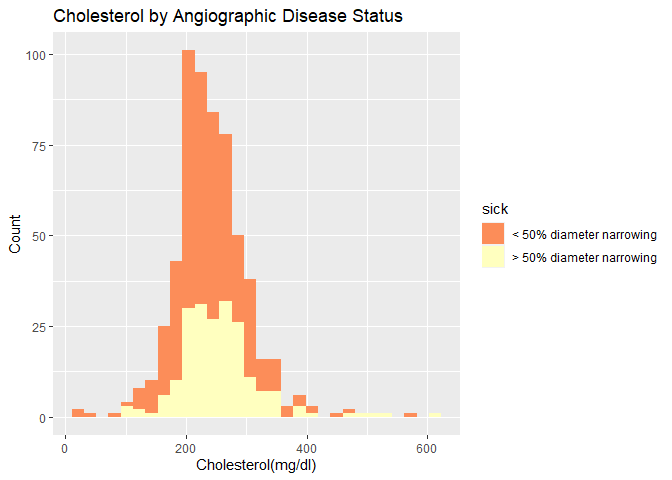 Cholesterol by Angiographic Disease Status
100
75
50
25
0
Count
0 200 400 600
Cholesterol(mg/dl)
sick
< 50% diameter narrowing
> 50% diameter narrowing